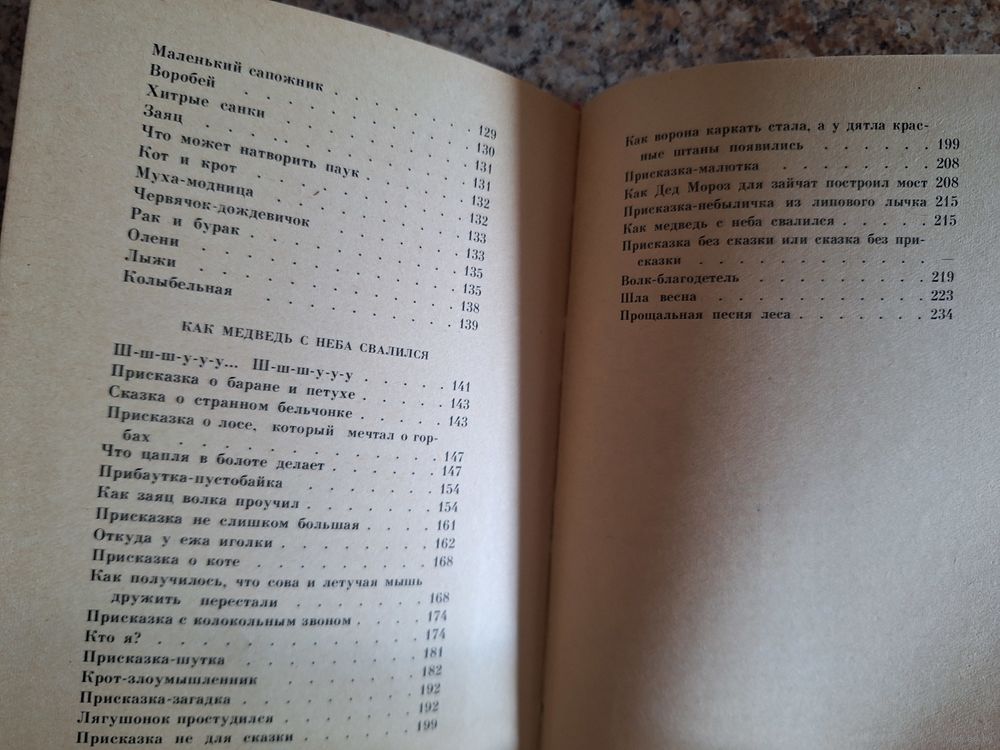 Маленький сапожник . . . . . . 129
Воробей . . . . . . . . . 130
Хитрые санки . . . . . . . . 131
Заяц . . . . . . . . . . 131
Что может натворить паук . . . . . 132
Кот и крот . . . . . . . . 132
Муха-модница . . . . . . . . 133
Червячок-дождевичок . . . . . . 133
Рак и бурак . . . . . . . . 135
Олени . . . . . . . . . . 135
Лыжи . . . . . . . . . . 138
Колыбельная . . . . . . . . 139
КАК МЕДВЕДЬ С НЕБА СВАЛИЛСЯ
Ш-ш-ш-у-у-у... Ш-ш-ш-у-у-у . . . . 141
Присказка о баране и петухе . . . . 143
Сказка о странном бельчонке . . . . 143
Присказка о лосе, который мечтал о гор-
бах . . . . . . . . . . 147
Что цапля в болоте делает . . . . . 147
Прибаутка-пустобайка . . . . . . 154
Как заяц волка проучил . . . . . . 154
Присказка не слишком большая . . . . 161
Откуда у ежа иголки . . . . . . . 162
Присказка о коте . . . . . . . . 168
Как получилось, что сова и летучая мышь
дружить перестали . . . . . . 168
Присказка с колокольным звоном . . . . 174
Кто я? . . . . . . . . . . 174
Присказка-шутка . . . . . . . . 181
Крот-злоумышленник . . . . . . . 182
Присказка-загадка . . . . . . . . 192
Лягушонок простудился . . . . . . 192
Присказка не для сказки . . . . . . 199
Как ворона каркать стала, а у дятла крас-
ные штаны появились . . . . . . 199
Присказка-малютка . . . . . . . 208
Как Дед Мороз для зайчат построил мост 208
Присказка-небыличка из липового лычка 215
Как медведь с неба свалился . . . . . 215
Присказка без сказки или сказка без при-
сказки . . . . . . . . . . —
Волк-благодетель . . . . . . . . 219
Шла весна . . . . . . . . . 223
Прощальная песня леса . . . . . . 234